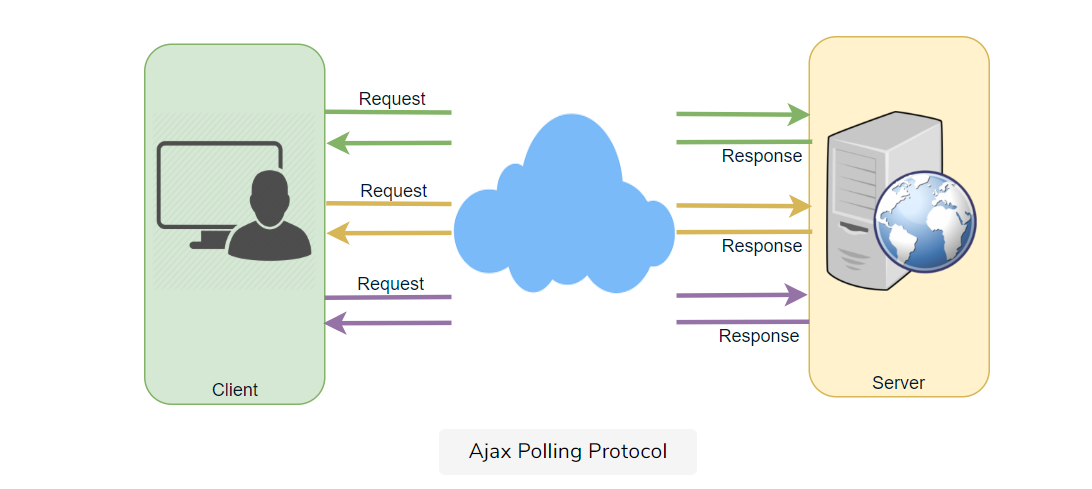 Request
Response
Request
Response
Request
Response
Client
Server
Ajax Polling Protocol